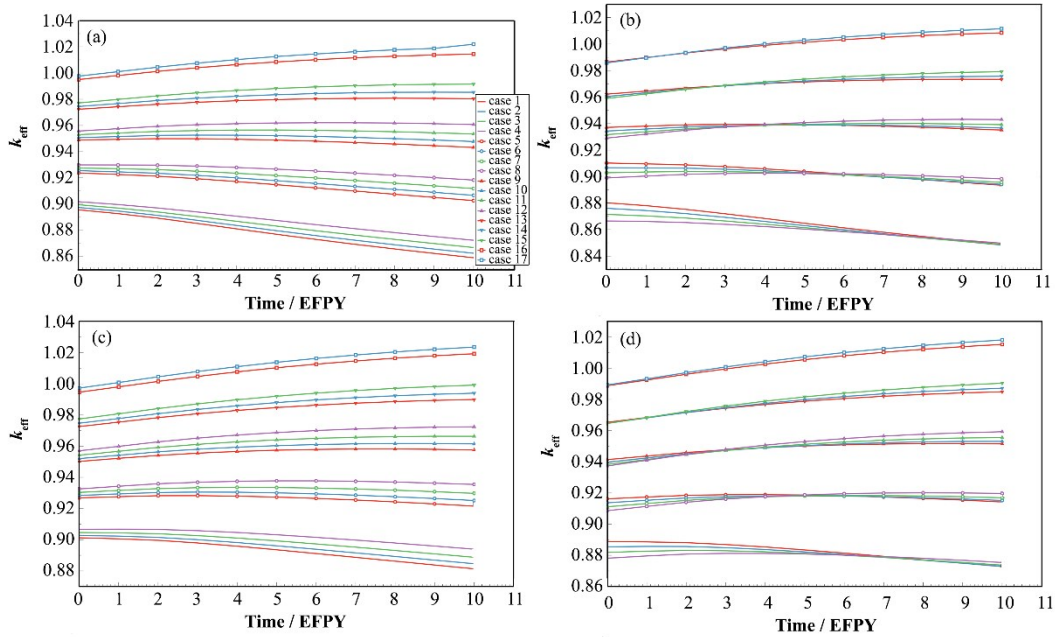 (a)
k_eff
1.04
1.02
1.00
0.98
0.96
0.94
0.92
0.90
0.88
0.86
0 1 2 3 4 5 6 7 8 9 10 11
Time / EFPY
case 1
case 2
case 3
case 4
case 5
case 6
case 7
case 8
case 9
case 10
case 11
case 12
case 13
case 14
case 15
case 16
case 17
(b)
k_eff
1.02
1.00
0.98
0.96
0.94
0.92
0.90
0.88
0.86
0.84
0 1 2 3 4 5 6 7 8 9 10 11
Time / EFPY
(c)
k_eff
1.04
1.02
1.00
0.98
0.96
0.94
0.92
0.90
0.88
0 1 2 3 4 5 6 7 8 9 10 11
Time / EFPY
(d)
k_eff
1.02
1.00
0.98
0.96
0.94
0.92
0.90
0.88
0.86
0 1 2 3 4 5 6 7 8 9 10 11
Time / EFPY